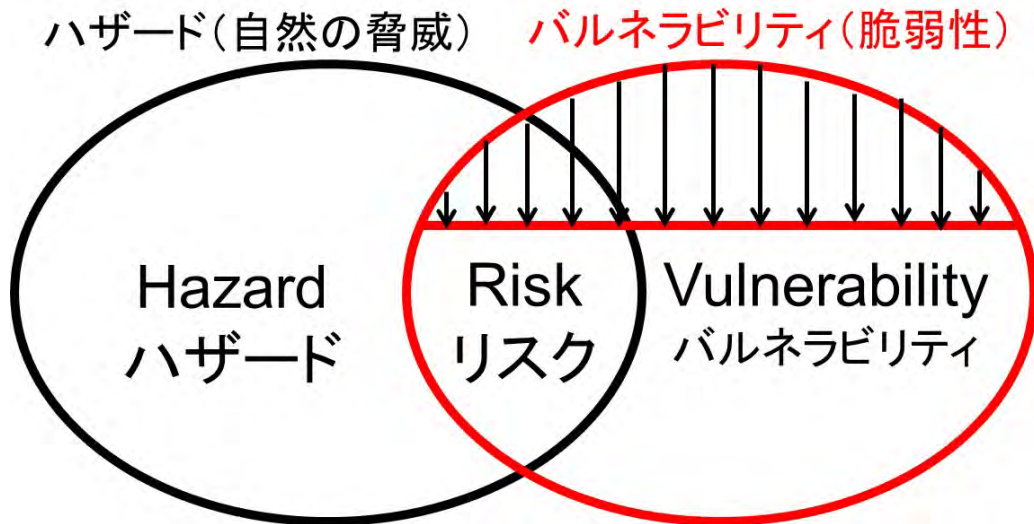 ハザード（自然の脅威）
バルネラビリティ（脆弱性）
Hazard
ハザード
Risk
リスク
Vulnerability
バルネラビリティ